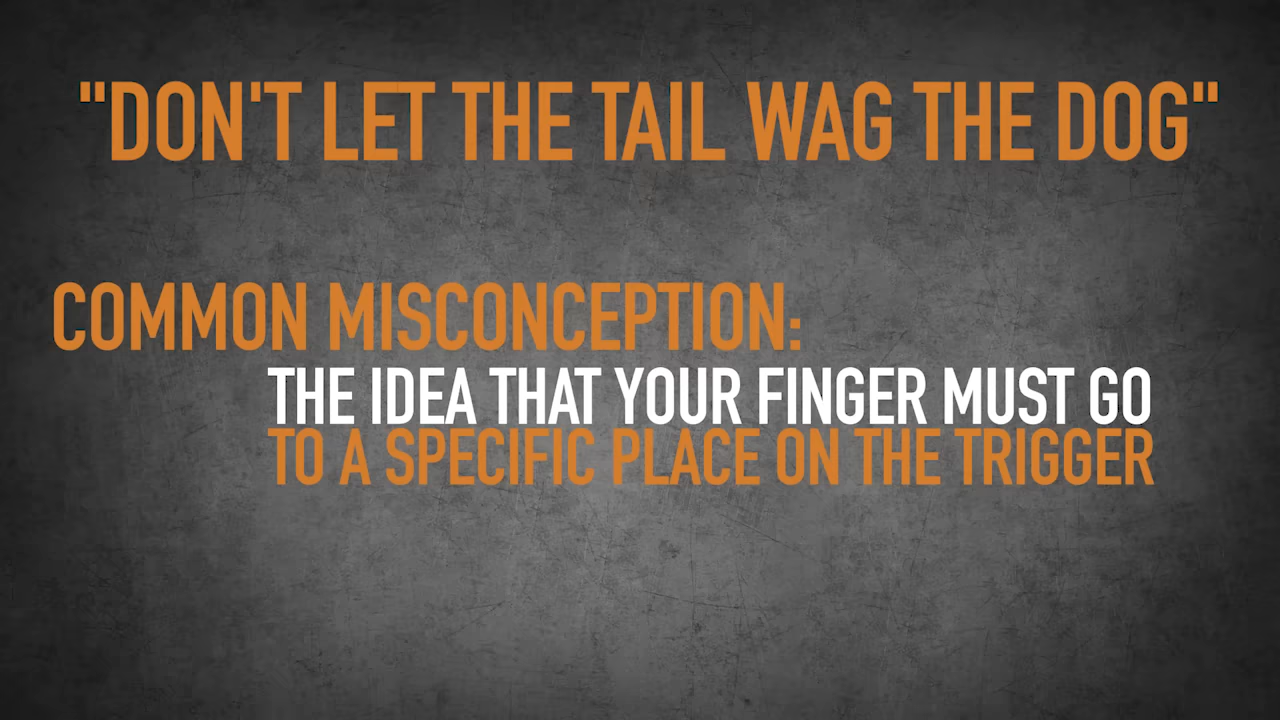 "DON'T LET THE TAIL WAG THE DOG"
COMMON MISCONCEPTION:
THE IDEA THAT YOUR FINGER MUST GO
TO A SPECIFIC PLACE ON THE TRIGGER